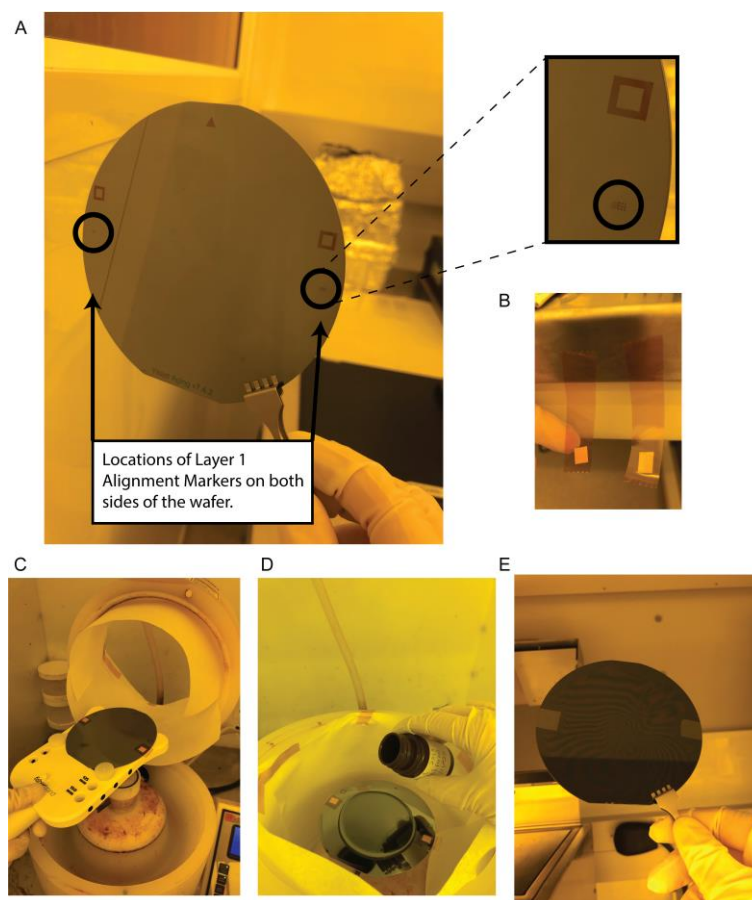 A
Locations of Layer 1
Alignment Markers on both
sides of the wafer.
B
C
D
E